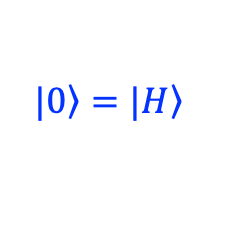 |0⟩ = |H⟩